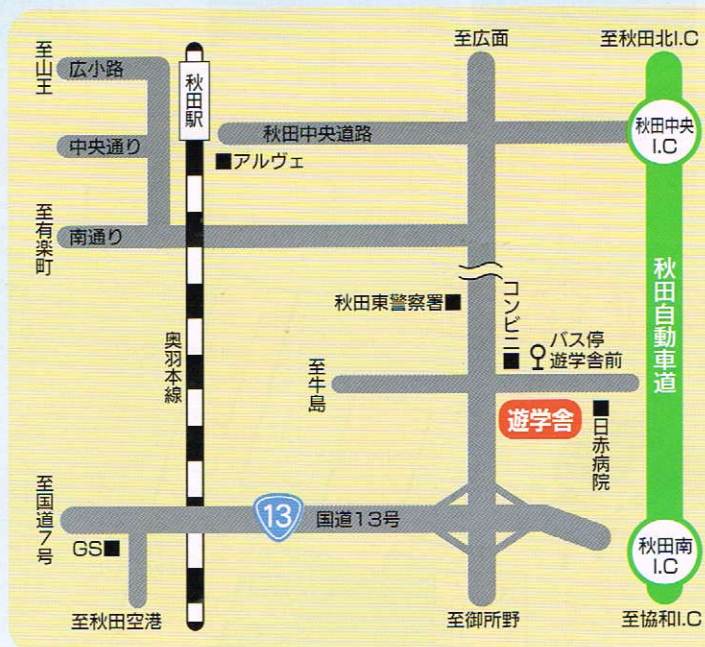 至広面
至秋田北I.C
至山王
広小路
秋田駅
秋田中央道路
秋田中央
I.C
中央通り
■アルヴェ
至有楽町
南通り
秋田自動車道
秋田東警察署■
コンビニ■
バス停
遊学舎前
奥羽本線
至牛島
遊学舎
■日赤病院
至国道7号
13
国道13号
GS■
秋田南
I.C
至秋田空港
至御所野
至協和I.C